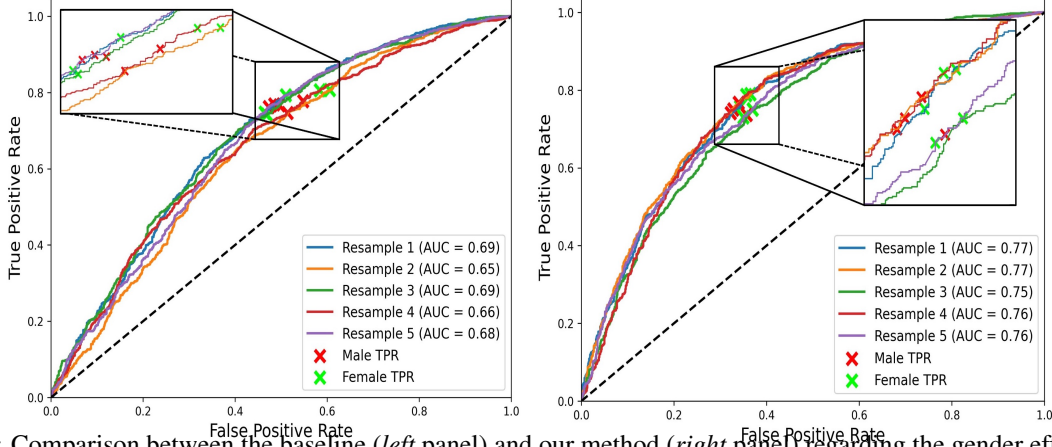 True Positive Rate
1.0
0.8
0.6
0.4
0.2
0.0
0.0 0.2 0.4 0.6 0.8 1.0
False Positive Rate
Resample 1 (AUC = 0.69)
Resample 2 (AUC = 0.65)
Resample 3 (AUC = 0.69)
Resample 4 (AUC = 0.66)
Resample 5 (AUC = 0.68)
Male TPR
Female TPR
True Positive Rate
1.0
0.8
0.6
0.4
0.2
0.0
0.0 0.2 0.4 0.6 0.8 1.0
False Positive Rate
Resample 1 (AUC = 0.77)
Resample 2 (AUC = 0.77)
Resample 3 (AUC = 0.75)
Resample 4 (AUC = 0.76)
Resample 5 (AUC = 0.76)
Male TPR
Female TPR
Comparison between the baseline (left panel) and our method (right panel) regarding the gender